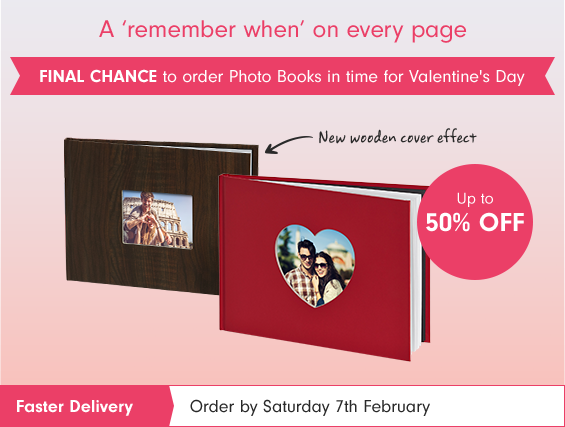 A ‘remember when’ on every page
FINAL CHANCE to order Photo Books in time for Valentine's Day
New wooden cover effect
Up to
50% OFF
Faster Delivery
Order by Saturday 7th February